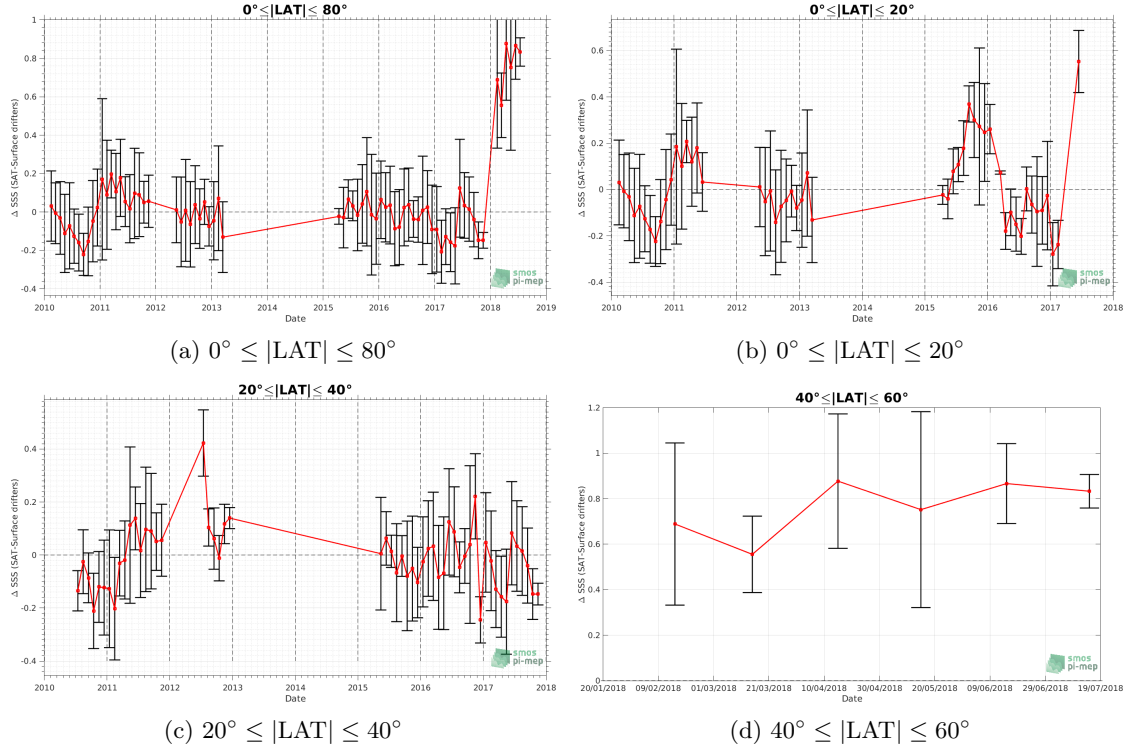 0°≤|LAT|≤ 80°
Δ SSS (SAT-Surface drifters)
1
0.8
0.6
0.4
0.2
0
-0.2
-0.4
2010 2011 2012 2013 2014 2015 2016 2017 2018 2019
Date
smos
pi-mep
(a) 0° ≤ |LAT| ≤ 80°
0°≤|LAT|≤ 20°
Δ SSS (SAT-Surface drifters)
0.6
0.4
0.2
0
-0.2
-0.4
2010 2011 2012 2013 2014 2015 2016 2017 2018
Date
smos
pi-mep
(b) 0° ≤ |LAT| ≤ 20°
20°≤|LAT|≤ 40°
Δ SSS (SAT-Surface drifters)
0.4
0.2
0
-0.2
-0.4
2010 2011 2012 2013 2014 2015 2016 2017 2018
Date
smos
pi-mep
(c) 20° ≤ |LAT| ≤ 40°
40°≤|LAT|≤ 60°
Δ SSS (SAT-Surface drifters)
1.2
1
0.8
0.6
0.4
0.2
0
20/01/2018 09/02/2018 01/03/2018 21/03/2018 10/04/2018 30/04/2018 20/05/2018 09/06/2018 29/06/2018 19/07/2018
Date
smos
pi-mep
(d) 40° ≤ |LAT| ≤ 60°